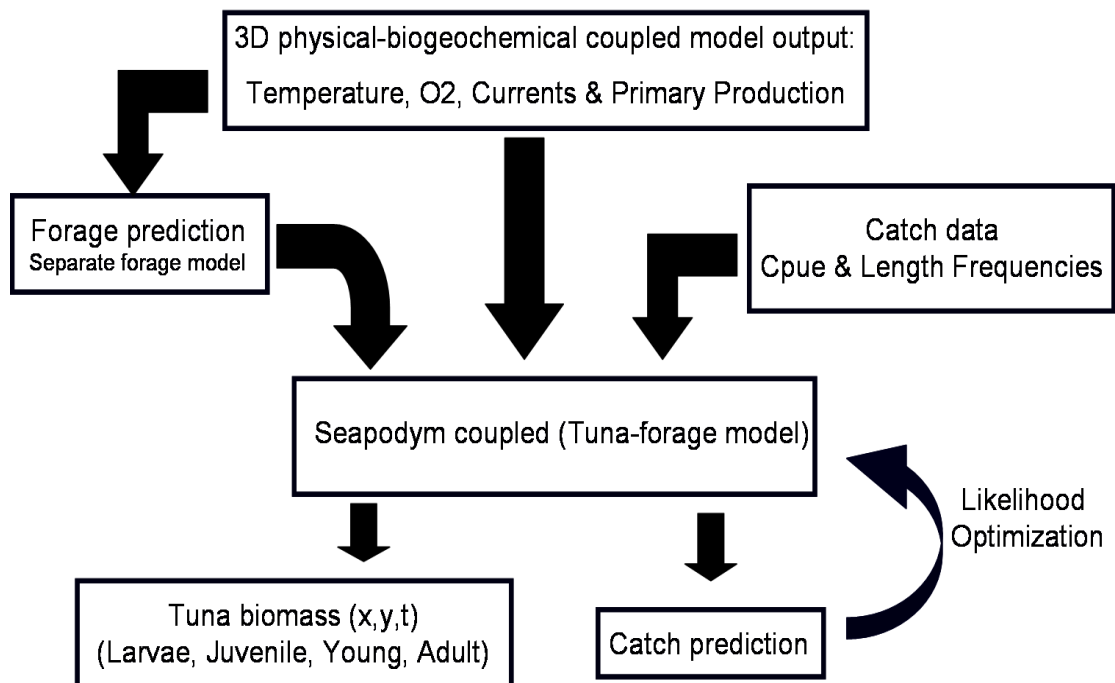 3D physical-biogeochemical coupled model output:
Temperature, O2, Currents & Primary Production
Forage prediction
Separate forage model
Catch data
Cpue & Length Frequencies
Seapodym coupled (Tuna-forage model)
Likelihood
Optimization
Tuna biomass (x,y,t)
(Larvae, Juvenile, Young, Adult)
Catch prediction